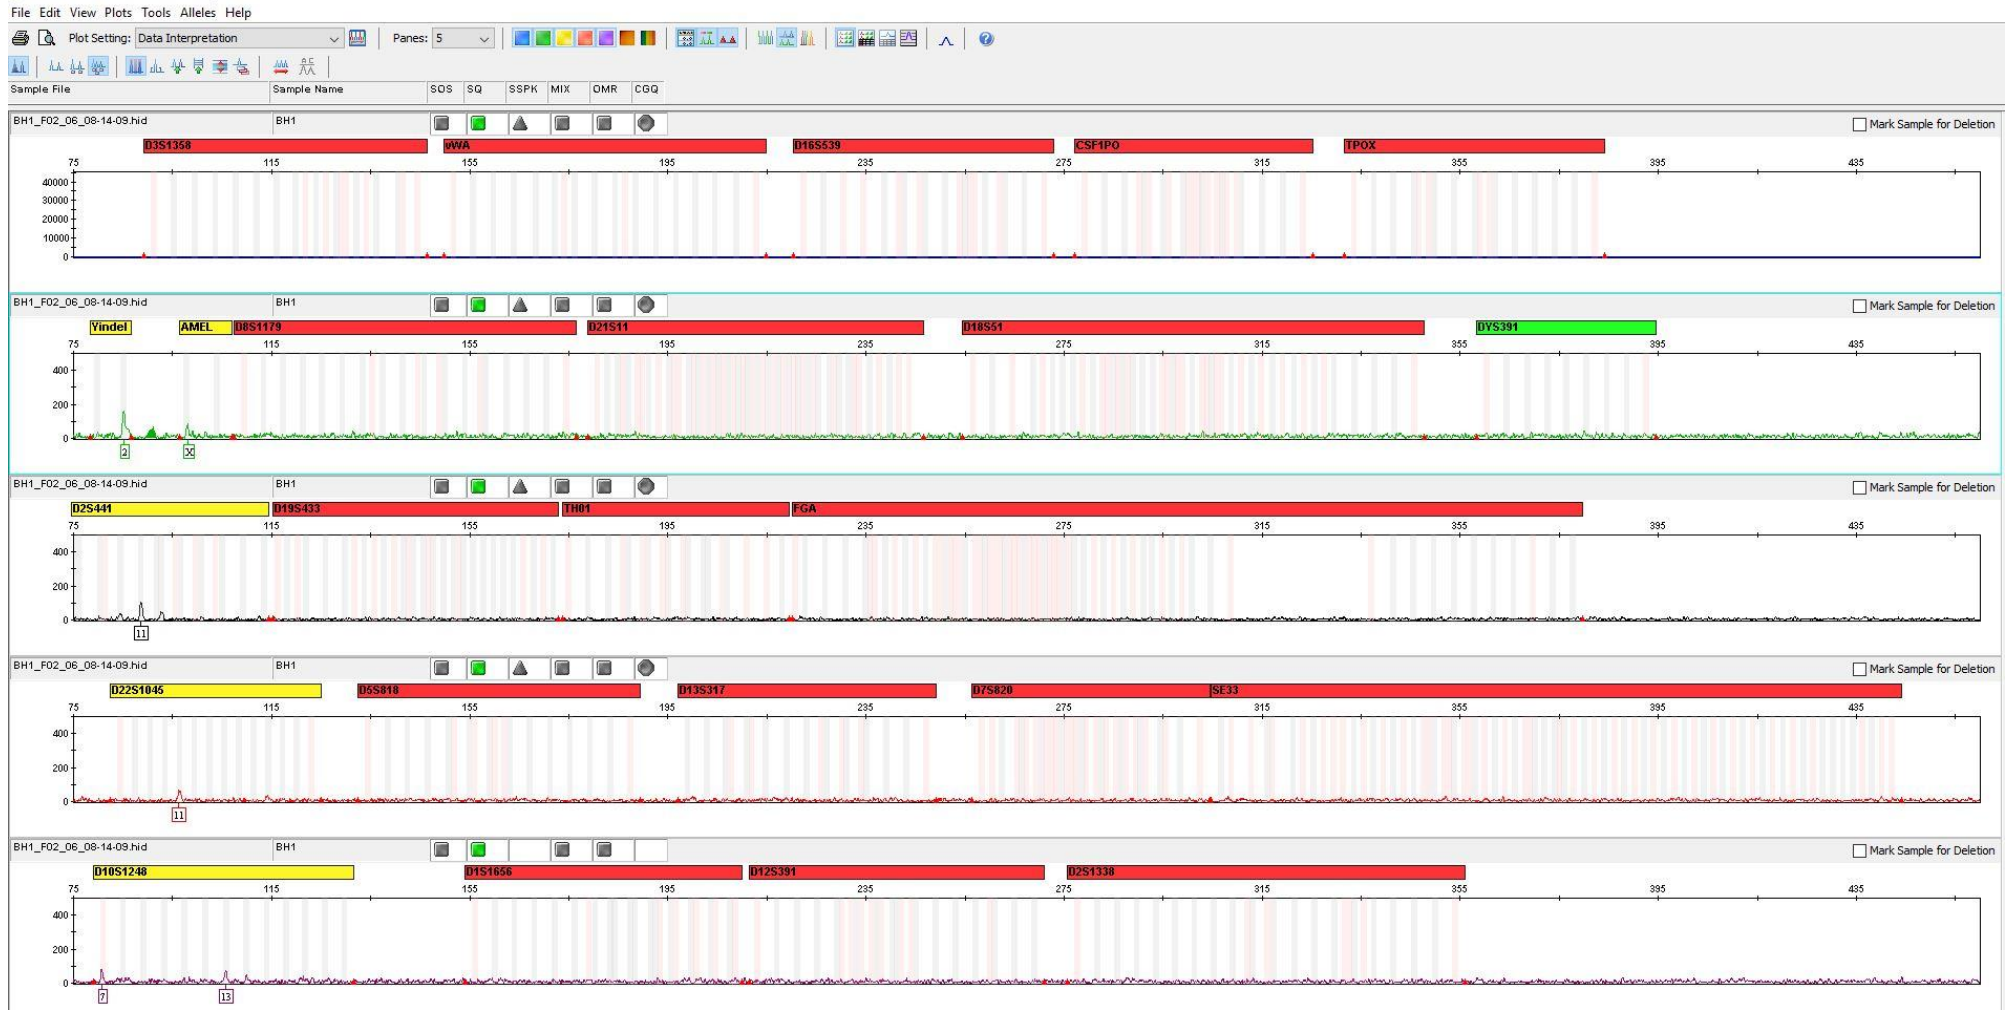 File Edit View Plots Tools Alleles Help
Plot Setting: Data Interpretation Panes: 5
Sample File Sample Name SOS SQ SSPK MIX OMR CGQ
BH1_F02_06_08-14-09.hid BH1 Mark Sample for Deletion
D3S1358 vWA D16S539 CSF1PO TPOX
75 115 155 195 235 275 315 355 395 435
40000
30000
20000
10000
0
BH1_F02_06_08-14-09.hid BH1 Mark Sample for Deletion
Yindel AMEL D8S1179 D21S11 D18S51 DYS391
75 115 155 195 235 275 315 355 395 435
400
200
0
2 X
BH1_F02_06_08-14-09.hid BH1 Mark Sample for Deletion
D2S441 D19S433 TH01 FGA
75 115 155 195 235 275 315 355 395 435
400
200
0
11
BH1_F02_06_08-14-09.hid BH1 Mark Sample for Deletion
D22S1045 D5S818 D13S317 D7S820 SE33
75 115 155 195 235 275 315 355 395 435
400
200
0
11
BH1_F02_06_08-14-09.hid BH1 Mark Sample for Deletion
D10S1248 D1S1656 D12S391 D2S1338
75 115 155 195 235 275 315 355 395 435
400
200
0
7 13